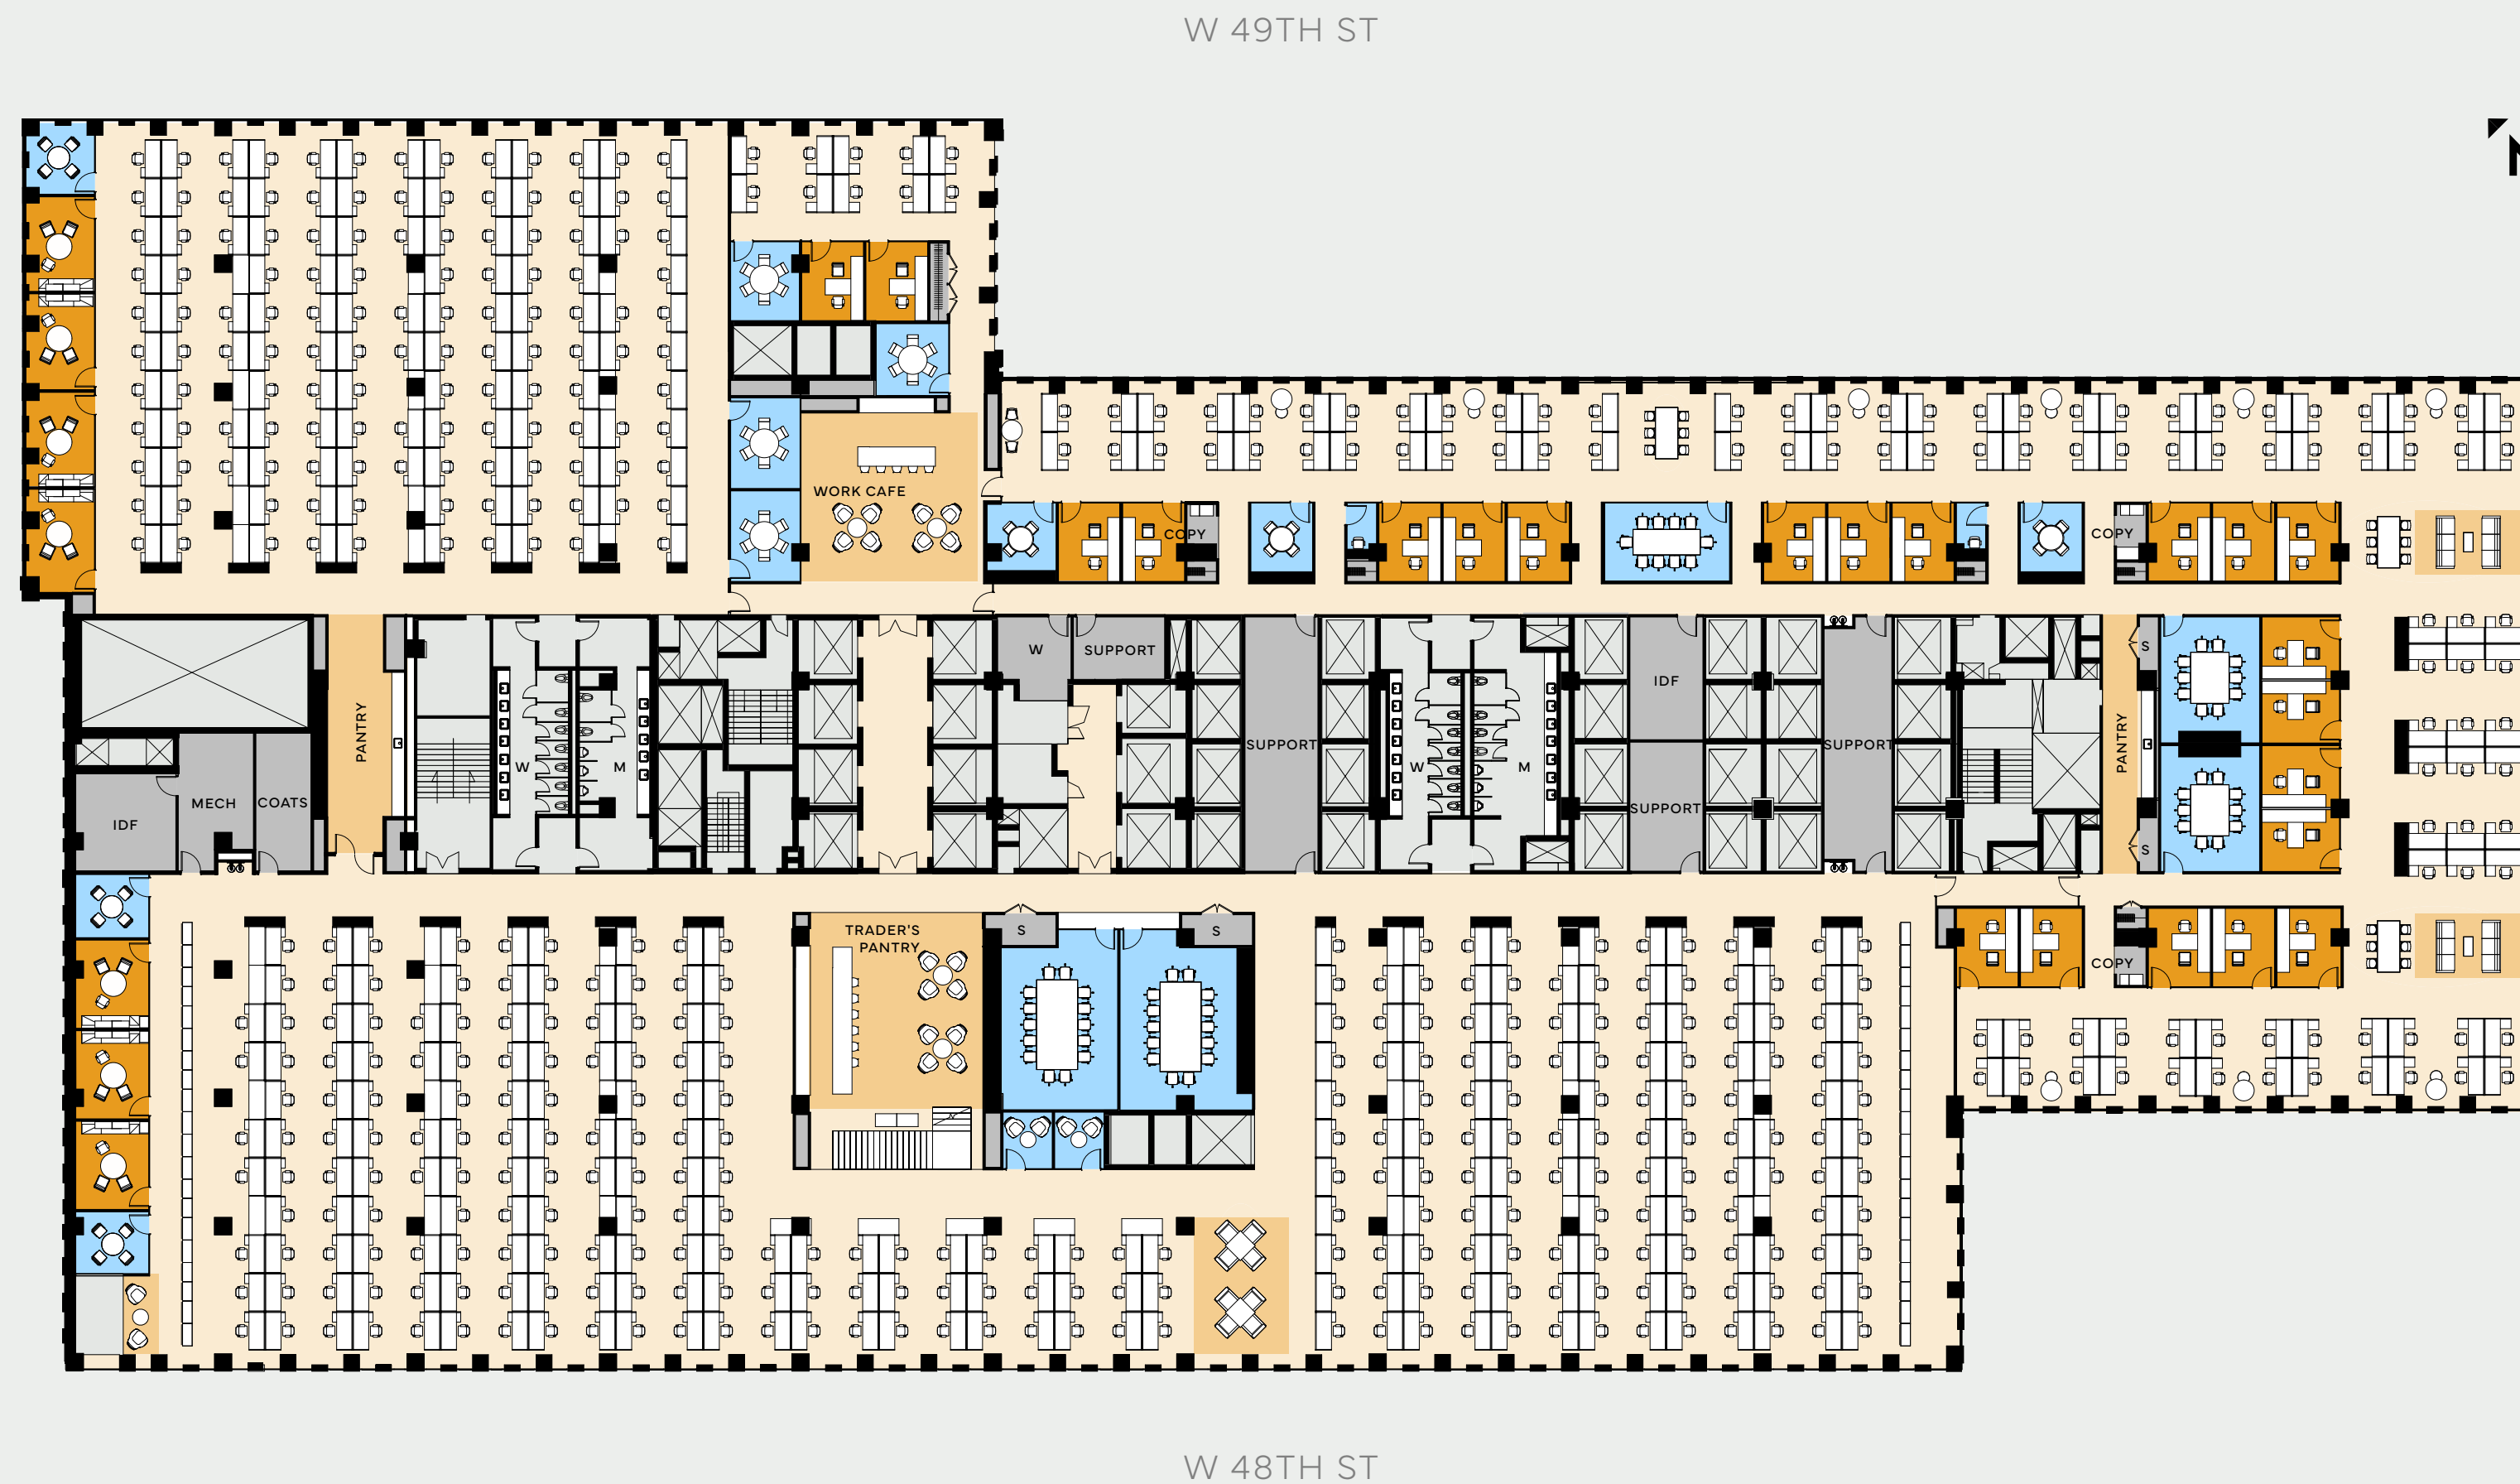 W 49TH ST
WORK CAFE
COPY
COPY
W
SUPPORT
S
IDF
PANTRY
SUPPORT
SUPPORT
PANTRY
W
M
W
M
MECH
COATS
SUPPORT
IDF
S
TRADER'S
PANTRY
S
S
COPY
W 48TH ST